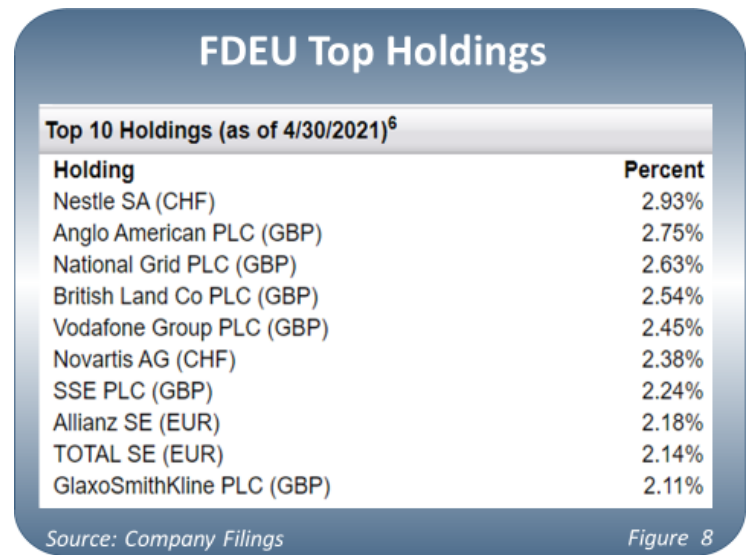 FDEU Top Holdings
Top 10 Holdings (as of 4/30/2021)6
Holding Percent
Nestle SA (CHF) 2.93%
Anglo American PLC (GBP) 2.75%
National Grid PLC (GBP) 2.63%
British Land Co PLC (GBP) 2.54%
Vodafone Group PLC (GBP) 2.45%
Novartis AG (CHF) 2.38%
SSE PLC (GBP) 2.24%
Allianz SE (EUR) 2.18%
TOTAL SE (EUR) 2.14%
GlaxoSmithKline PLC (GBP) 2.11%
Source: Company Filings Figure 8